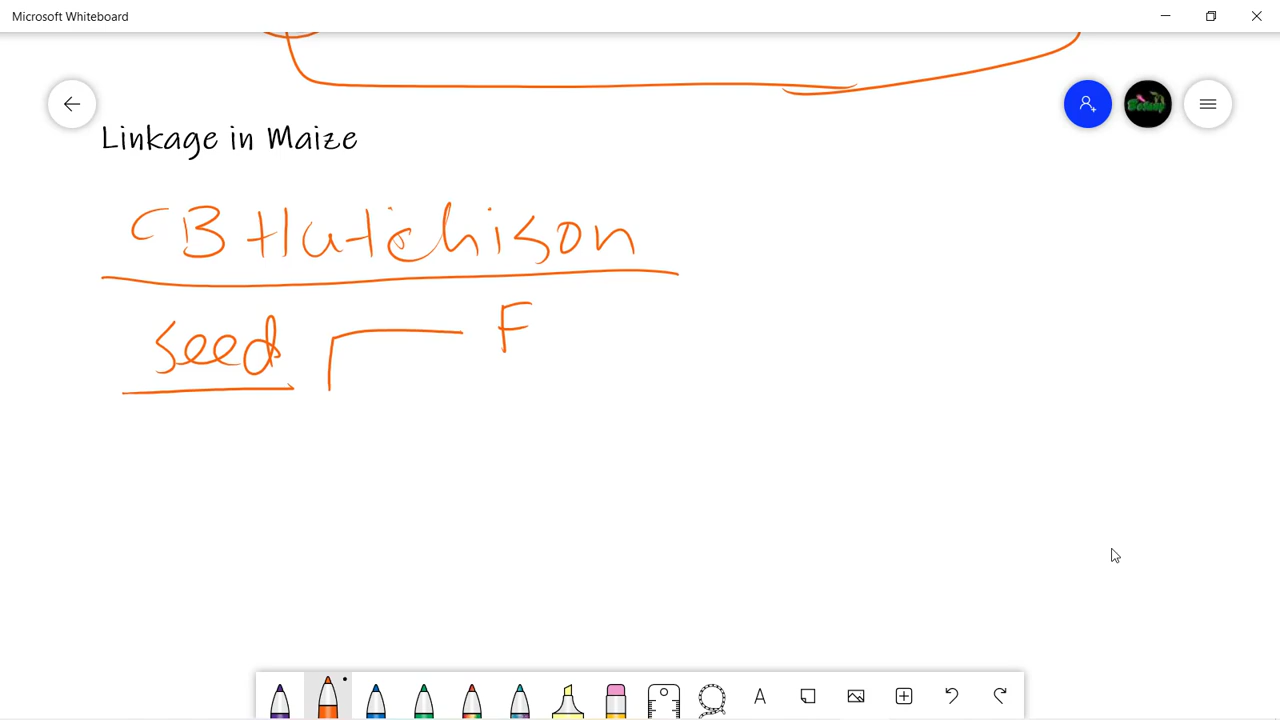 Microsoft Whiteboard
Linkage in Maize
CB Hutchison
seed F
A